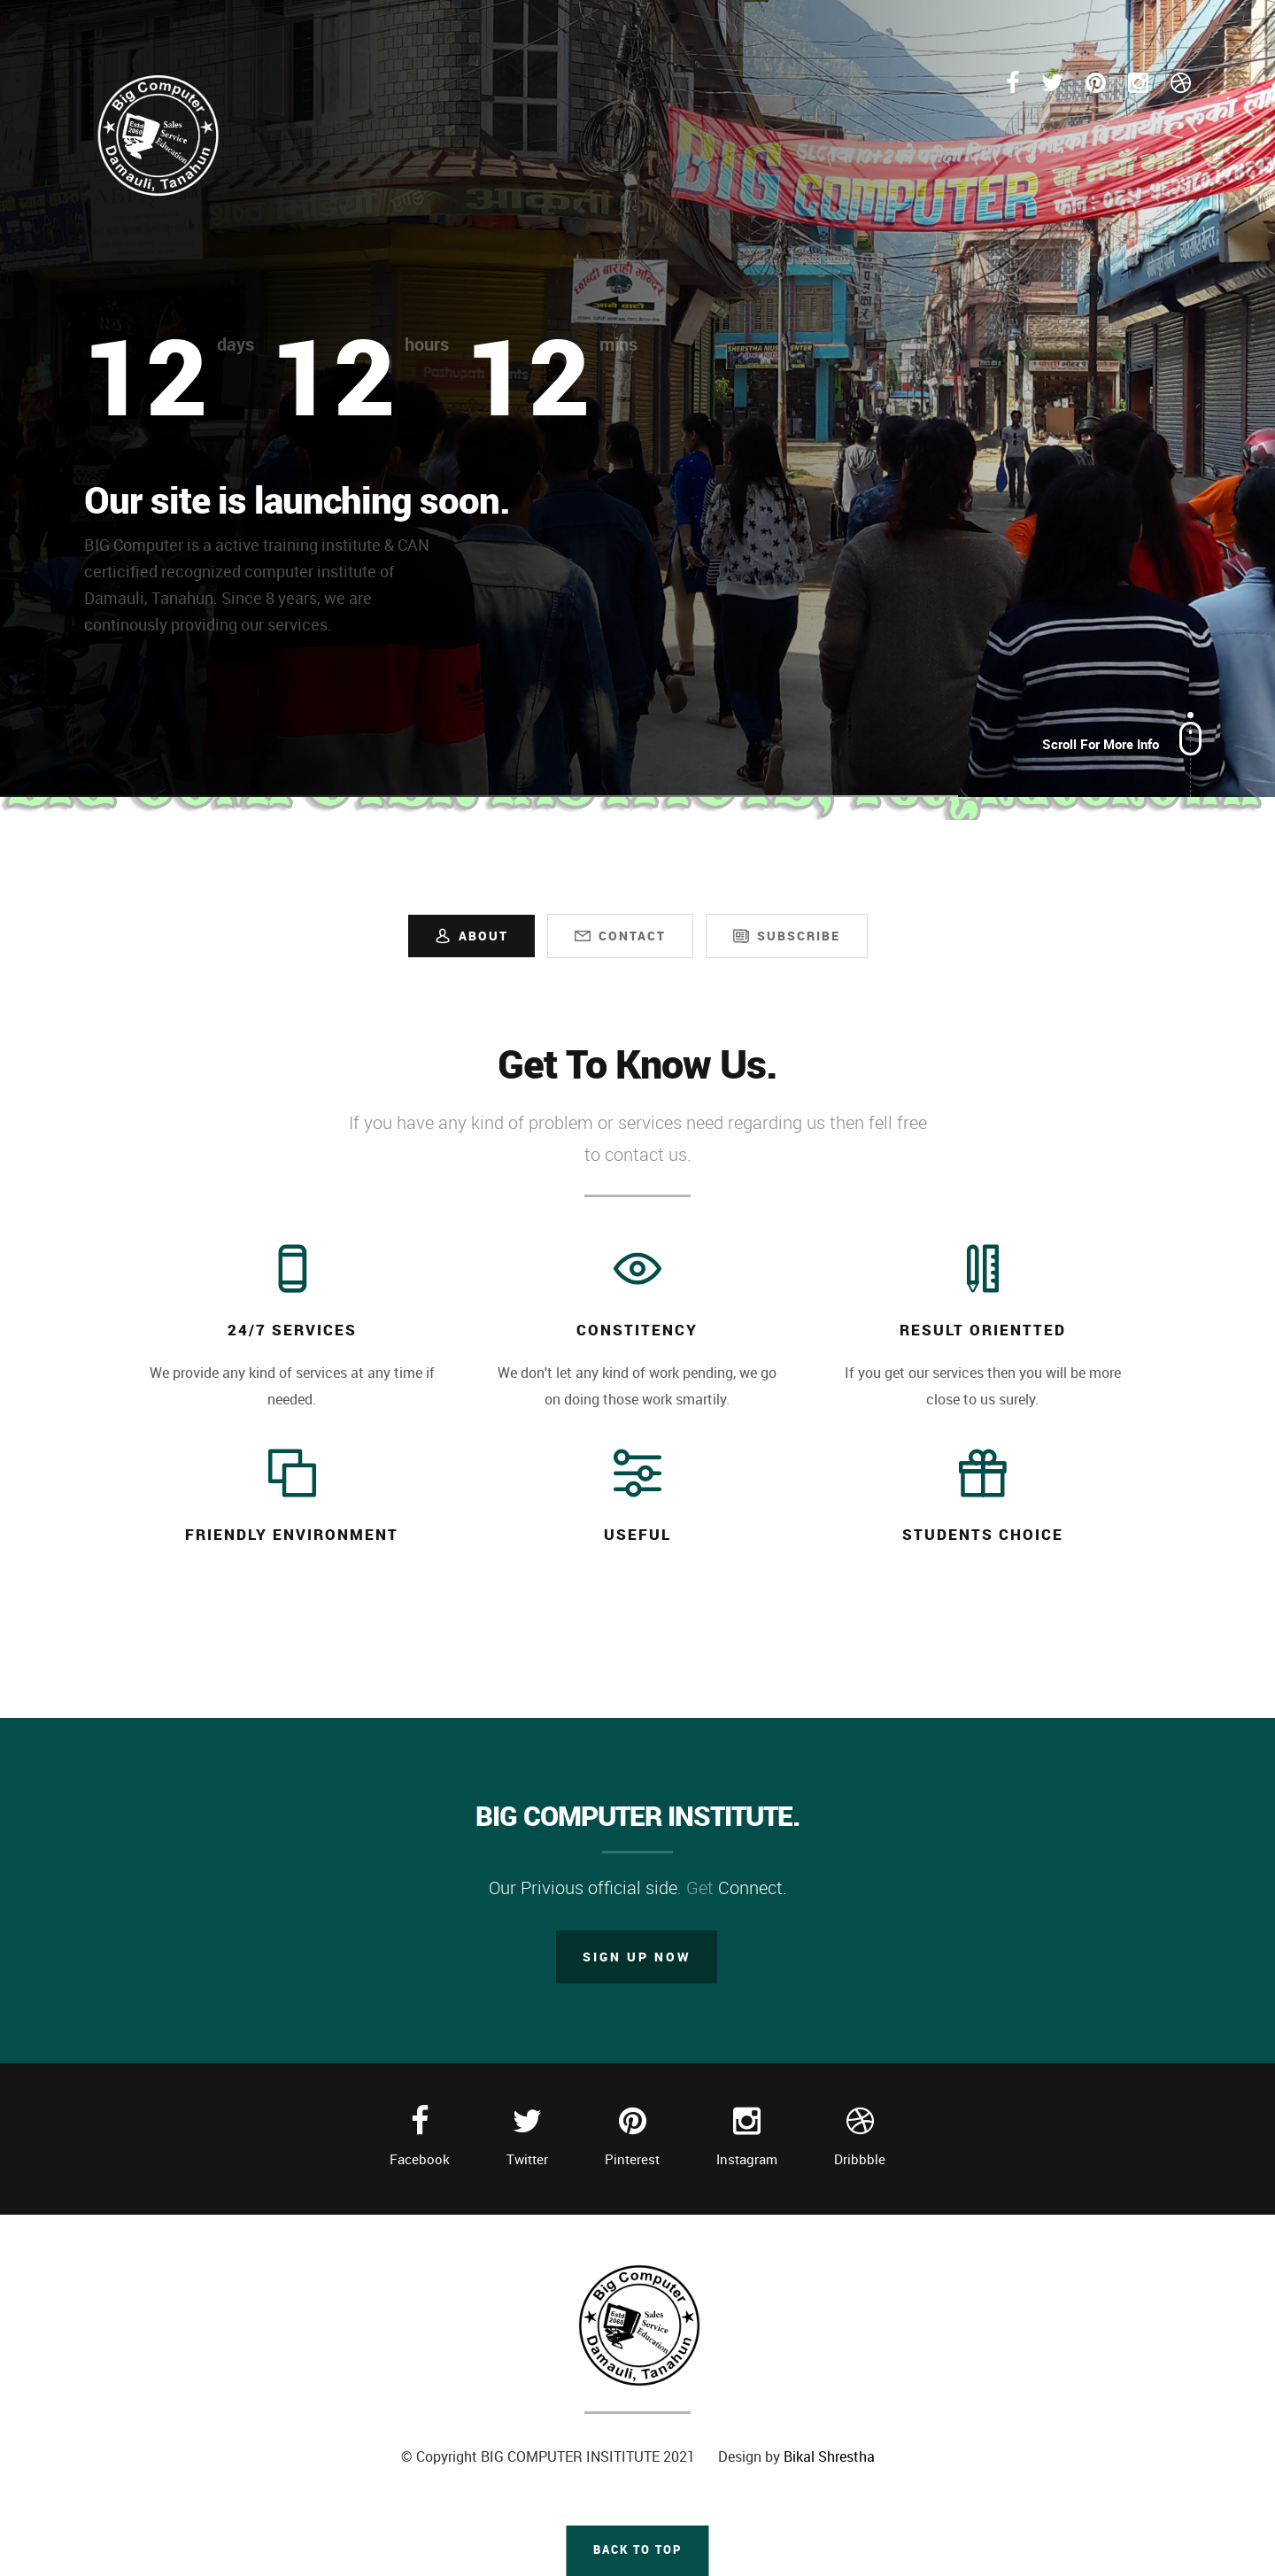 Big Computer
Estd
2060
Sales
Service
Education
Damauli, Tanahun
BIG COMPUTER
12 days 12 hours 12 mins
Our site is launching soon.
BIG Computer is a active training institute & CAN
certicified recognized computer institute of
Damauli, Tanahun. Since 8 years, we are
continously providing our services.
Scroll For More Info
ABOUT CONTACT SUBSCRIBE
Get To Know Us.
If you have any kind of problem or services need regarding us then fell free
to contact us.
24/7 SERVICES
We provide any kind of services at any time if
needed.
CONSTITENCY
We don't let any kind of work pending, we go
on doing those work smartily.
RESULT ORIENTTED
If you get our services then you will be more
close to us surely.
FRIENDLY ENVIRONMENT
USEFUL
STUDENTS CHOICE
BIG COMPUTER INSTITUTE.
Our Privious official side. Get Connect.
SIGN UP NOW
Facebook Twitter Pinterest Instagram Dribbble
Big Computer
Estd
2060
Sales
Service
Education
Damauli, Tanahun
© Copyright BIG COMPUTER INSITITUTE 2021 Design by Bikal Shrestha
BACK TO TOP